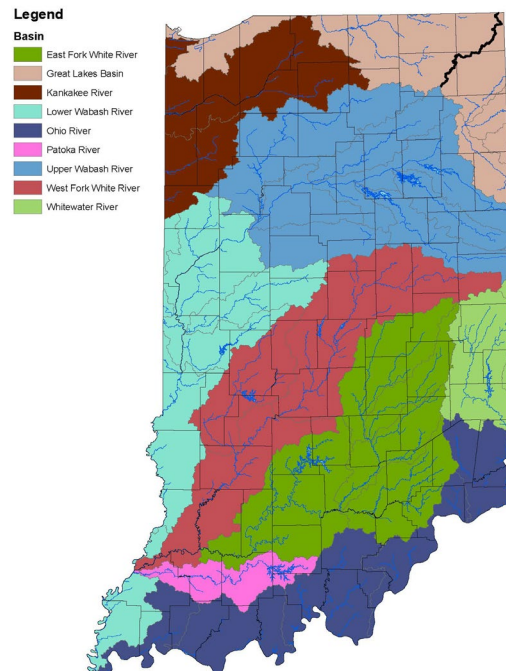 Legend
Basin
East Fork White River
Great Lakes Basin
Kankakee River
Lower Wabash River
Ohio River
Patoka River
Upper Wabash River
West Fork White River
Whitewater River